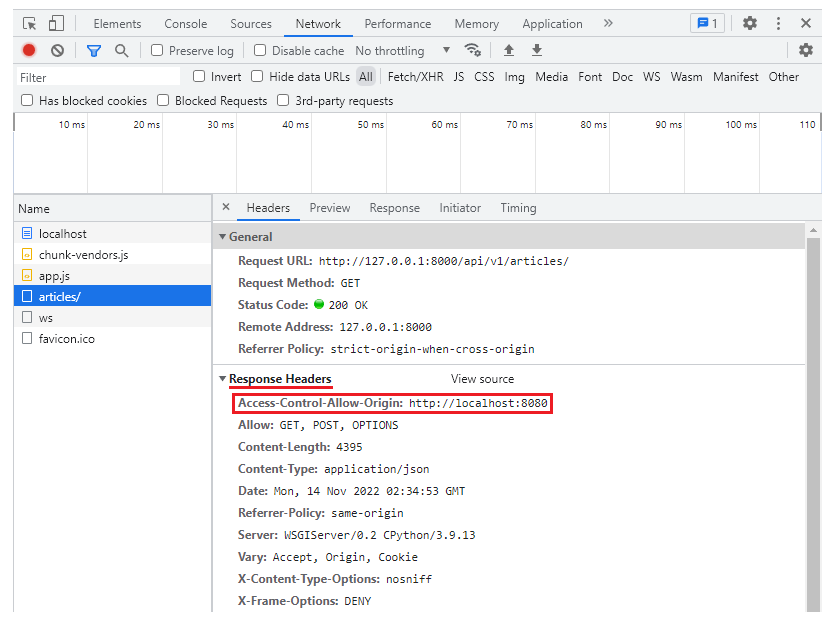 Elements Console Sources Network Performance Memory Application » 1
Preserve log Disable cache No throttling
Filter Invert Hide data URLs All Fetch/XHR JS CSS Img Media Font Doc WS Wasm Manifest Other
Has blocked cookies Blocked Requests 3rd-party requests
10 ms 20 ms 30 ms 40 ms 50 ms 60 ms 70 ms 80 ms 90 ms 100 ms 110
Name
localhost
chunk-vendors.js
app.js
articles/
ws
favicon.ico
× Headers Preview Response Initiator Timing
General
Request URL: http://127.0.0.1:8000/api/v1/articles/
Request Method: GET
Status Code: 200 OK
Remote Address: 127.0.0.1:8000
Referrer Policy: strict-origin-when-cross-origin
Response Headers View source
Access-Control-Allow-Origin: http://localhost:8080
Allow: GET, POST, OPTIONS
Content-Length: 4395
Content-Type: application/json
Date: Mon, 14 Nov 2022 02:34:53 GMT
Referrer-Policy: same-origin
Server: WSGIServer/0.2 CPython/3.9.13
Vary: Accept, Origin, Cookie
X-Content-Type-Options: nosniff
X-Frame-Options: DENY